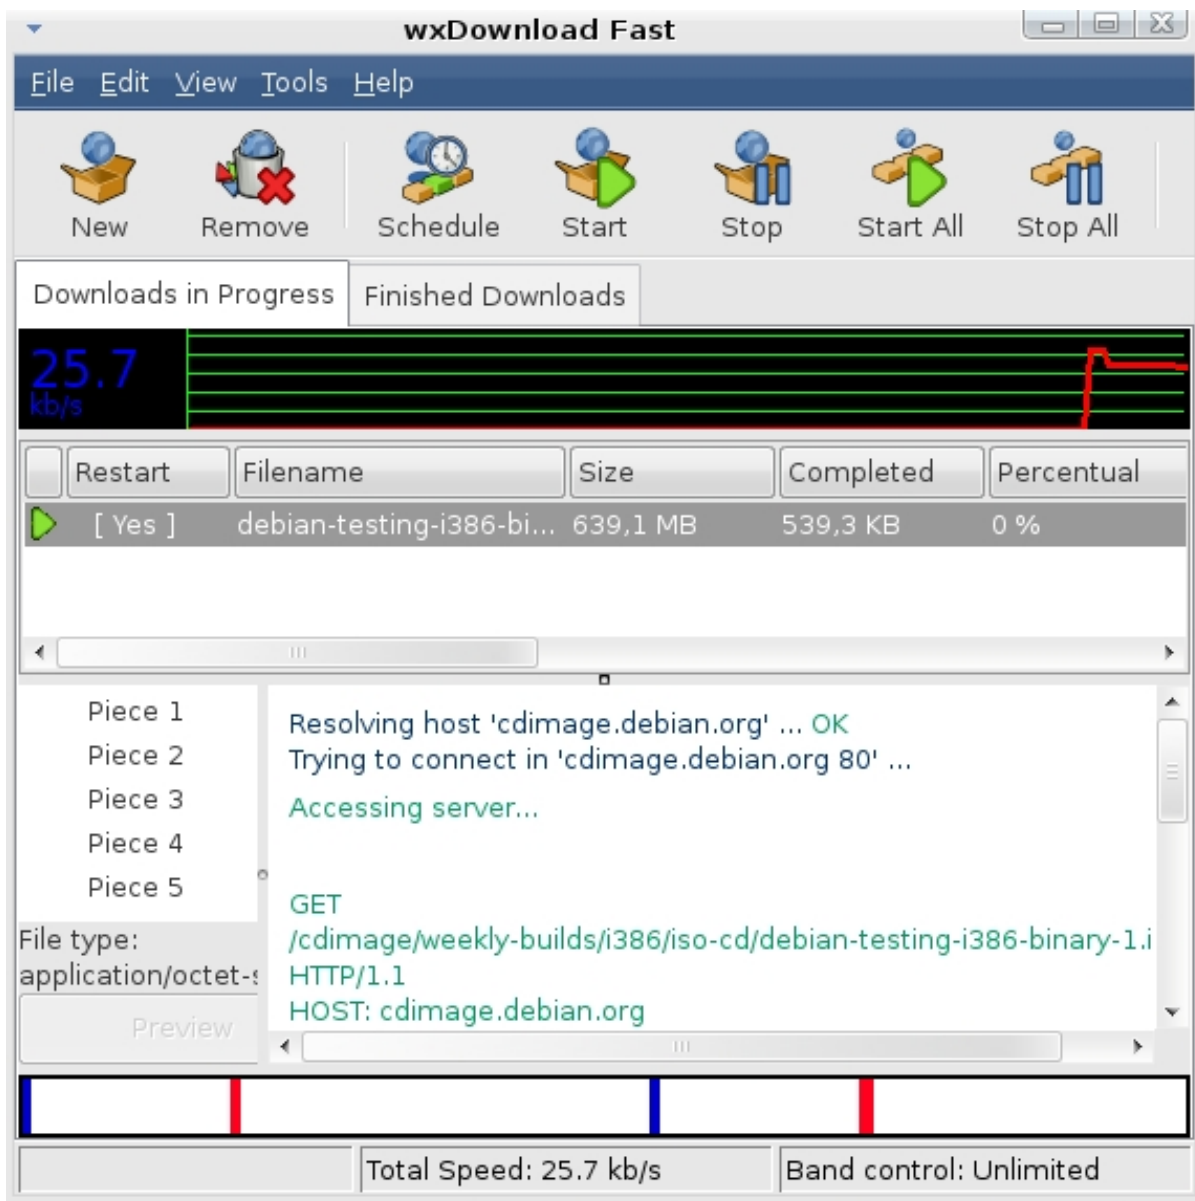 wxDownload Fast
File Edit View Tools Help
New Remove Schedule Start Stop Start All Stop All
Downloads in Progress Finished Downloads
25.7
kb/s
Restart Filename Size Completed Percentual
[ Yes ] debian-testing-i386-bi... 639,1 MB 539,3 KB 0 %
Piece 1
Piece 2
Piece 3
Piece 4
Piece 5
File type:
application/octet-s
Preview
Resolving host 'cdimage.debian.org' ... OK
Trying to connect in 'cdimage.debian.org 80' ...
Accessing server...
GET
/cdimage/weekly-builds/i386/iso-cd/debian-testing-i386-binary-1.i
HTTP/1.1
HOST: cdimage.debian.org
Total Speed: 25.7 kb/s Band control: Unlimited